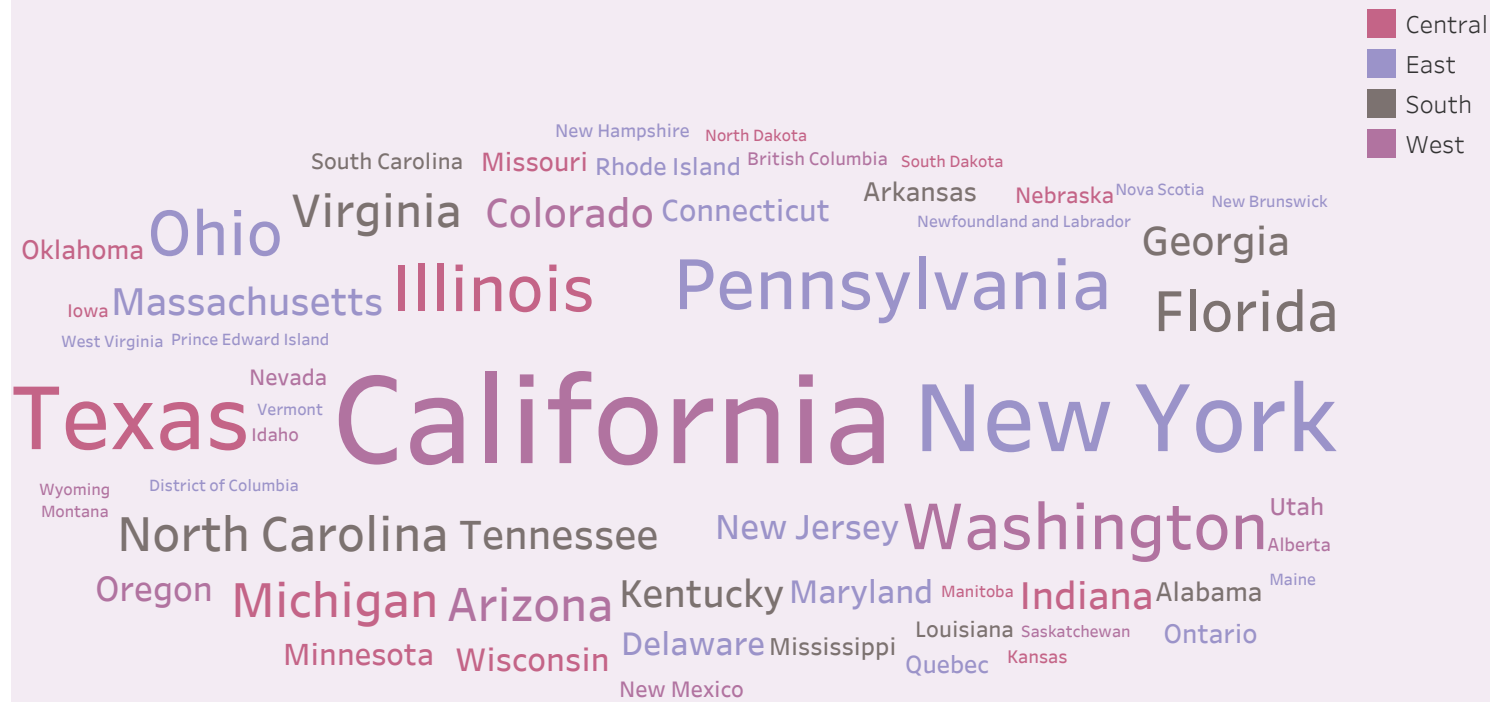 Central
East
South
West
New Hampshire
North Dakota
South Carolina
Missouri
Rhode Island
British Columbia
South Dakota
Virginia
Colorado
Connecticut
Arkansas
Nebraska
Nova Scotia
New Brunswick
Newfoundland and Labrador
Oklahoma
Ohio
Georgia
Iowa
Massachusetts
Illinois
Pennsylvania
Florida
West Virginia
Prince Edward Island
Texas
Nevada
Vermont
Idaho
California
New York
Wyoming
District of Columbia
Montana
North Carolina
Tennessee
New Jersey
Washington
Utah
Alberta
Oregon
Michigan
Arizona
Kentucky
Maryland
Manitoba
Indiana
Alabama
Maine
Minnesota
Wisconsin
Delaware
Mississippi
Louisiana
Saskatchewan
Ontario
Quebec
Kansas
New Mexico